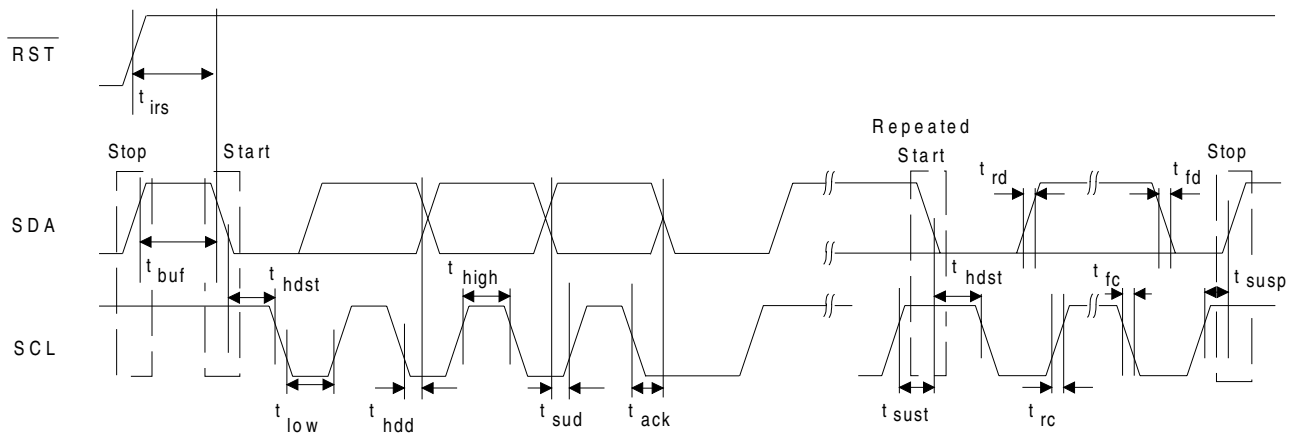 RST
t irs
Repeated
Stop
Start
Start
Stop
t rd
t fd
SDA
t buf
t hdst
t high
t hdst
t fc
t susp
SCL
t low
t hdd
t sud
t ack
t sust
t rc